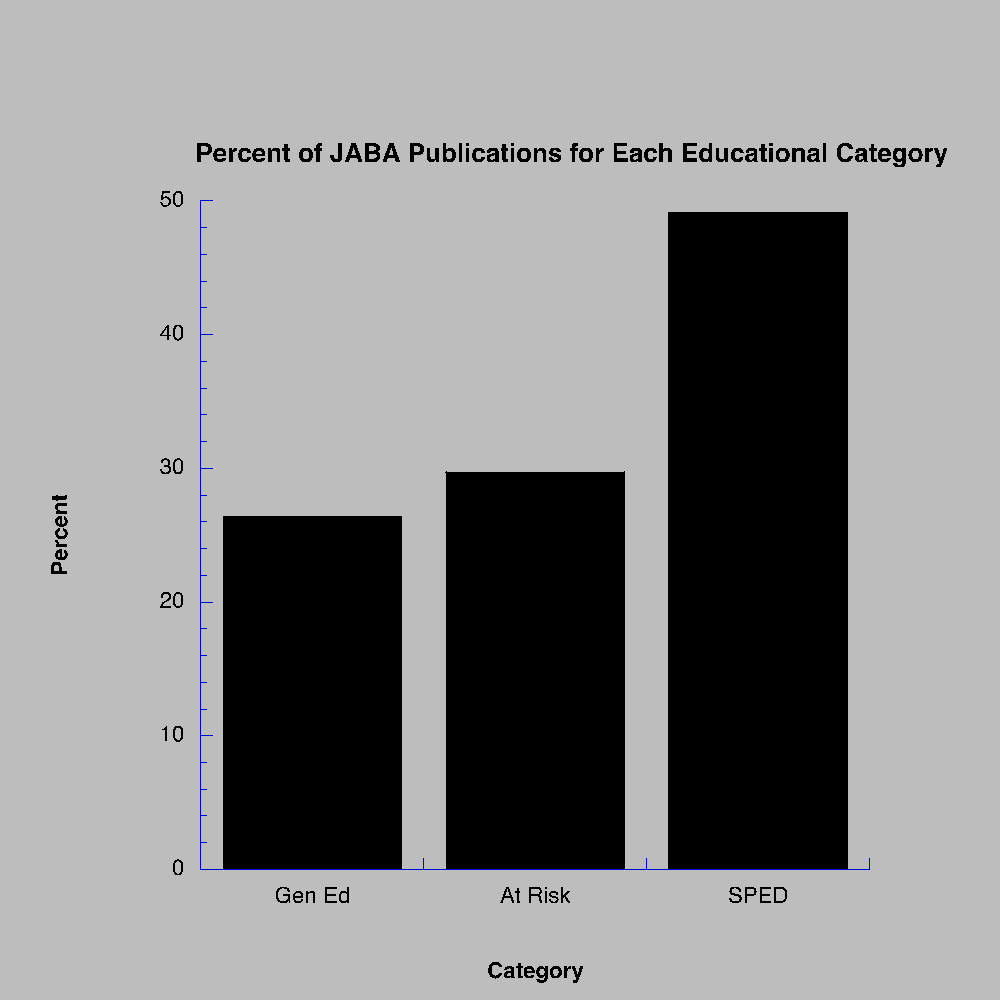 Percent of JABA Publications for Each Educational Category
50
40
30
20
10
0
Percent
Gen Ed
At Risk
SPED
Category